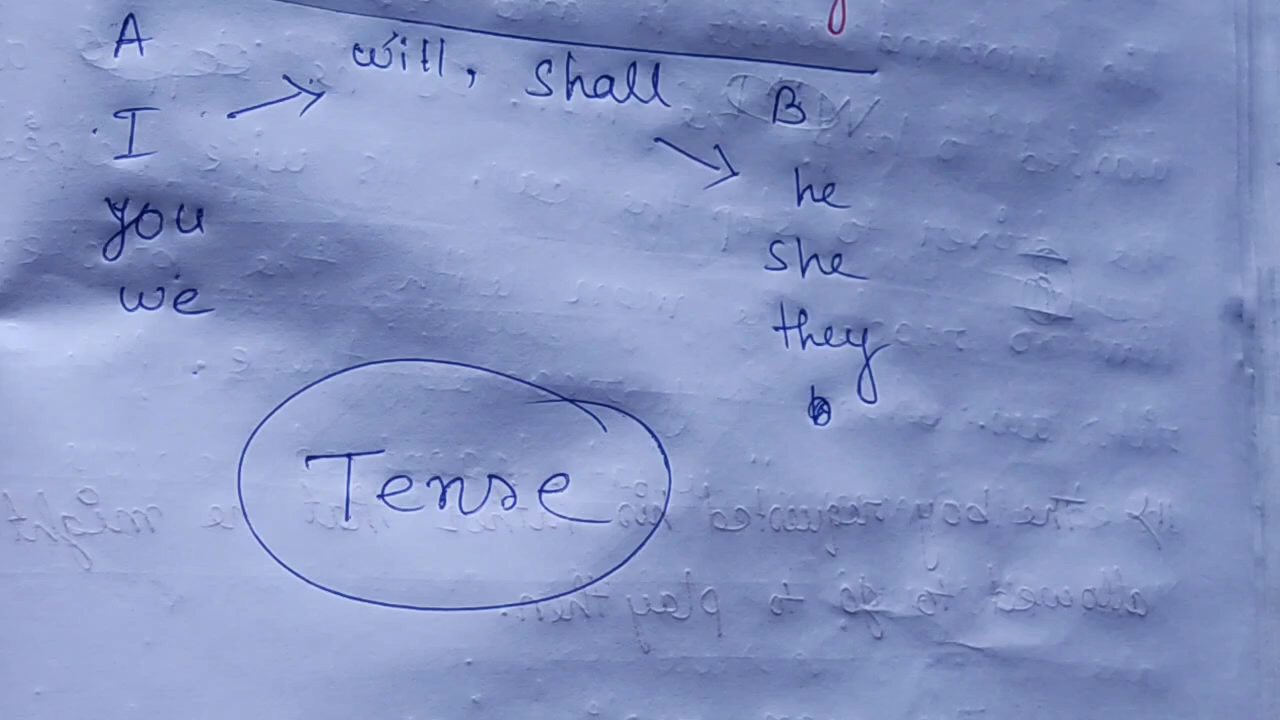 A will, shall B
I → → he
you she
we they
Tense